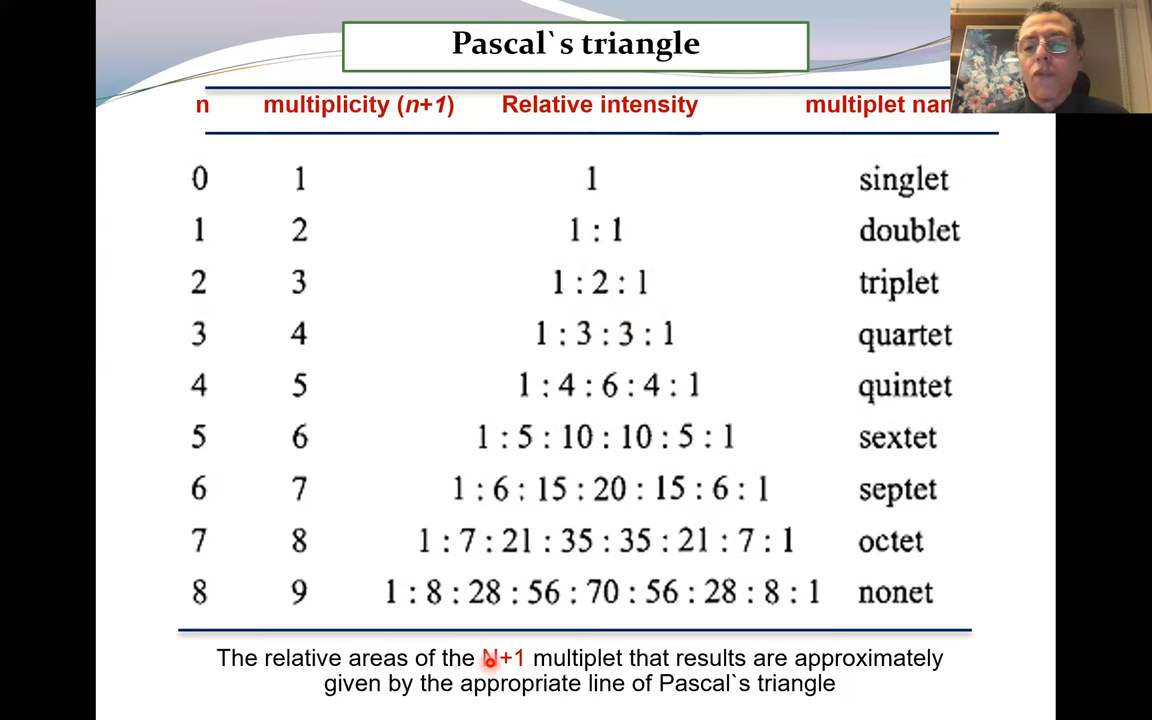 Pascal`s triangle
n multiplicity (n+1) Relative intensity multiplet
0 1 1 singlet
1 2 1 : 1 doublet
2 3 1 : 2 : 1 triplet
3 4 1 : 3 : 3 : 1 quartet
4 5 1 : 4 : 6 : 4 : 1 quintet
5 6 1 : 5 : 10 : 10 : 5 : 1 sextet
6 7 1 : 6 : 15 : 20 : 15 : 6 : 1 septet
7 8 1 : 7 : 21 : 35 : 35 : 21 : 7 : 1 octet
8 9 1 : 8 : 28 : 56 : 70 : 56 : 28 : 8 : 1 nonet
The relative areas of the N+1 multiplet that results are approximately
given by the appropriate line of Pascal`s triangle